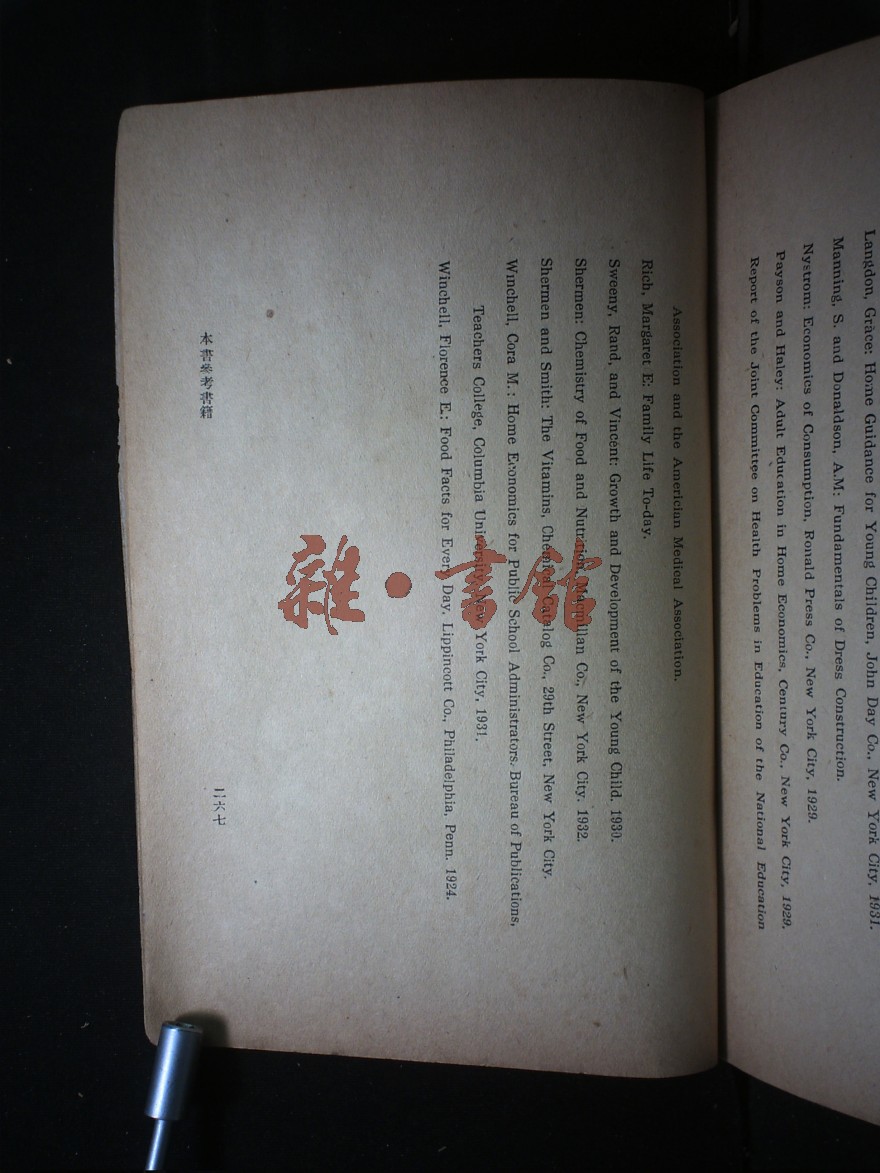 Langdon, Grace: Home Guidance for Young Children, John Day Co., New York City, 1931.
Manning, S. and Donaldson, A.M: Fundamentals of Dress Construction.
Nystrom: Economics of Consumption, Ronald Press Co., New York City, 1929.
Payson and Haley: Adult Education in Home Economics, Century Co., New York City, 1929.
Report of the Joint Committee on Health Problems in Education of the National Education
Association and the Americian Medical Association.
Rich, Margaret E: Family Life To-day.
Sweeny, Rand, and Vincent: Growth and Development of the Young Child. 1930.
Shermen: Chemistry of Food and Nutrition, Macmillan Co., New York City. 1932.
Shermen and Smith: The Vitamins, Chemical Catalog Co., 29th Street, New York City.
Winchell, Cora M.: Home Economics for Public School Administrators. Bureau of Publications,
Teachers College, Columbia University, New York City, 1931.
Winchell, Florence E.: Food Facts for Every Day, Lippincott Co., Philadelphia, Penn. 1924.
本書參考書籍
二六七